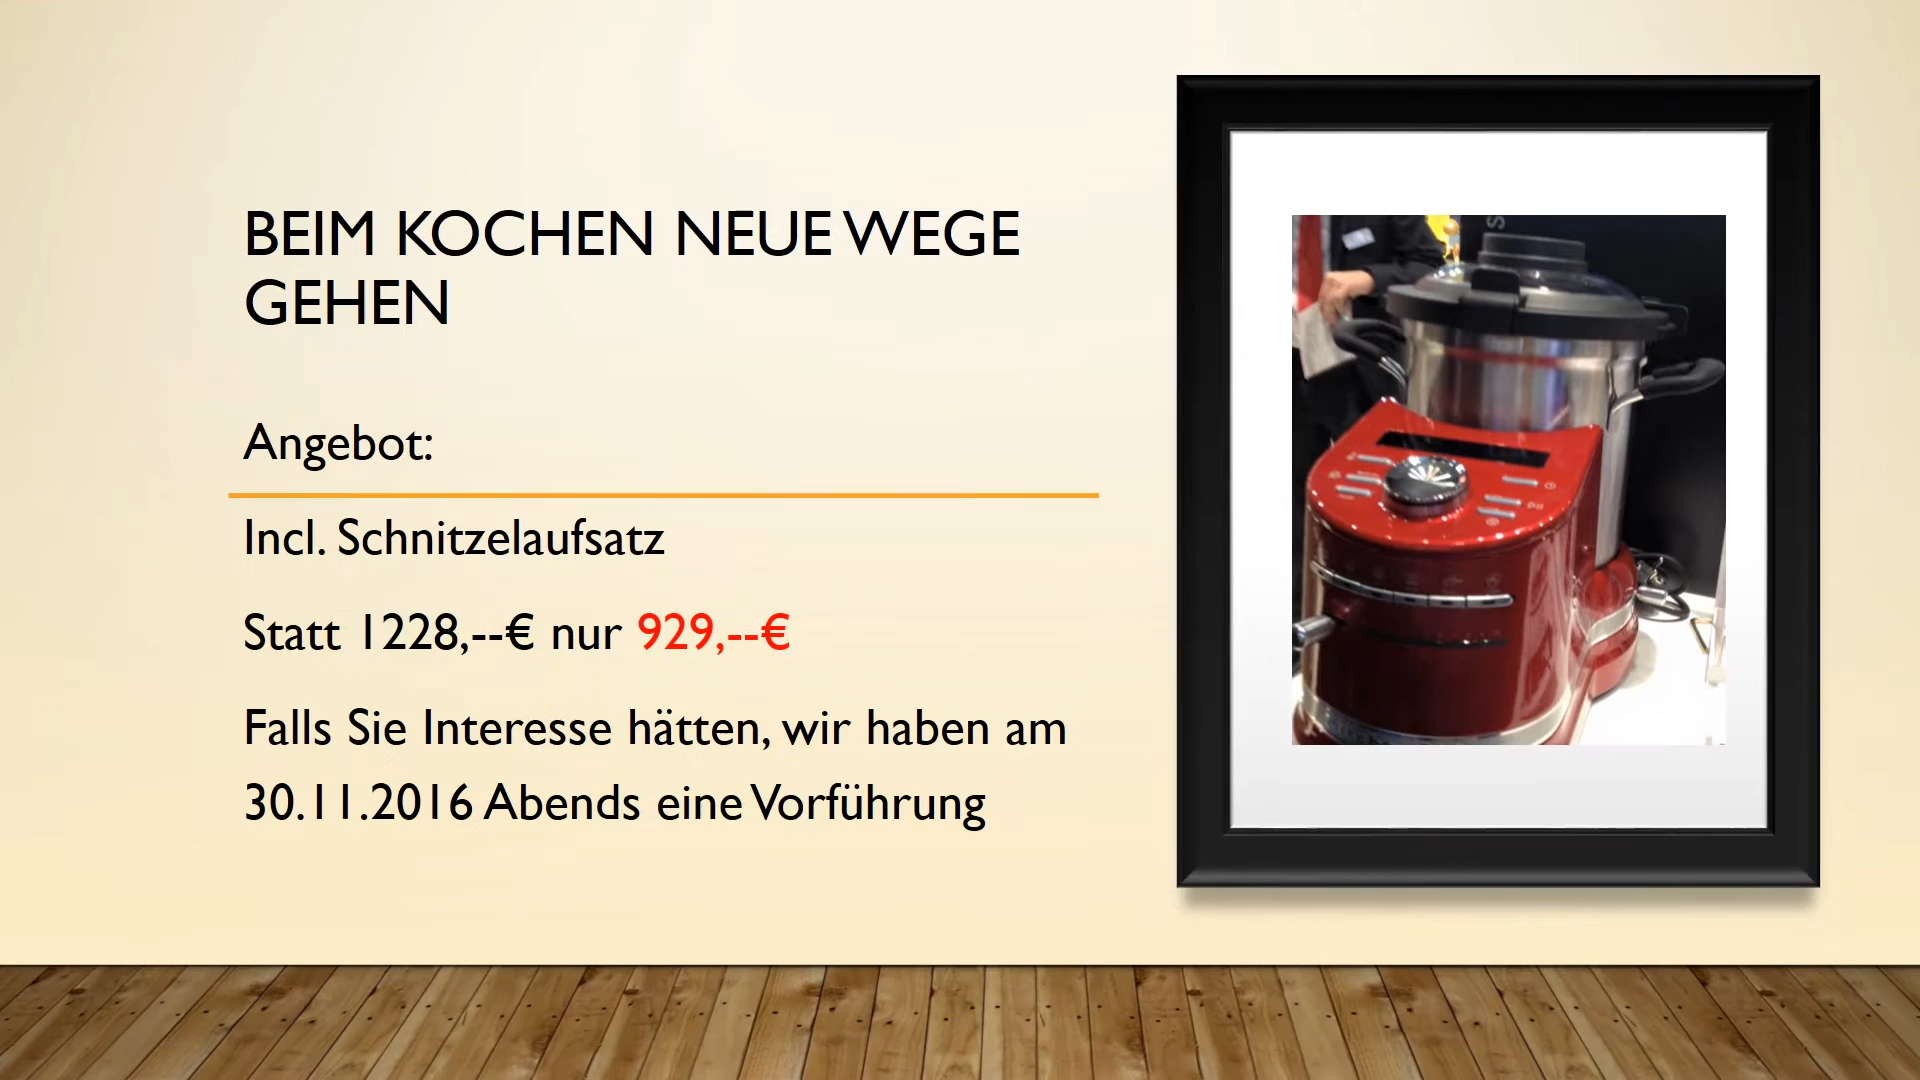 BEIM KOCHEN NEUE WEGE
GEHEN
Angebot:
Incl. Schnitzelaufsatz
Statt 1228,--€ nur 929,--€
Falls Sie Interesse hätten, wir haben am
30.11.2016 Abends eine Vorführung